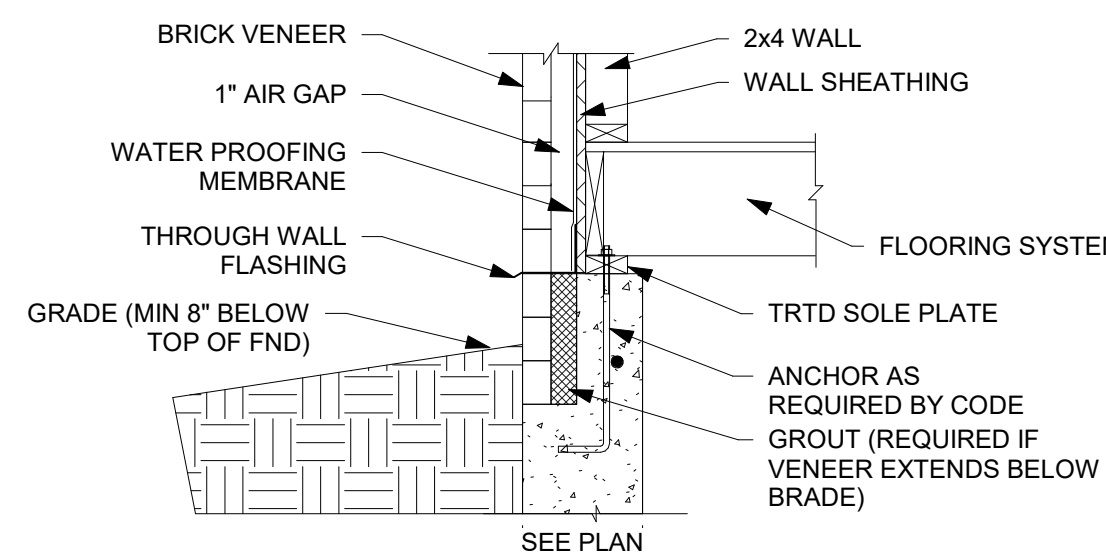 BRICK VENEER
1" AIR GAP
WATER PROOFING
MEMBRANE
THROUGH WALL
FLASHING
GRADE (MIN 8" BELOW
TOP OF FND)
2x4 WALL
WALL SHEATHING
FLOORING SYSTEM
TRTD SOLE PLATE
ANCHOR AS
REQUIRED BY CODE
GROUT (REQUIRED IF
VENEER EXTENDS BELOW
BRADE)
SEE PLAN